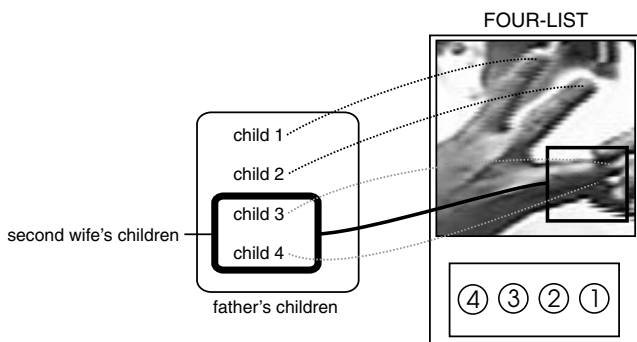 FOUR-LIST
child 1
child 2
child 3
second wife's children
child 4
father's children
④ ③ ② ①